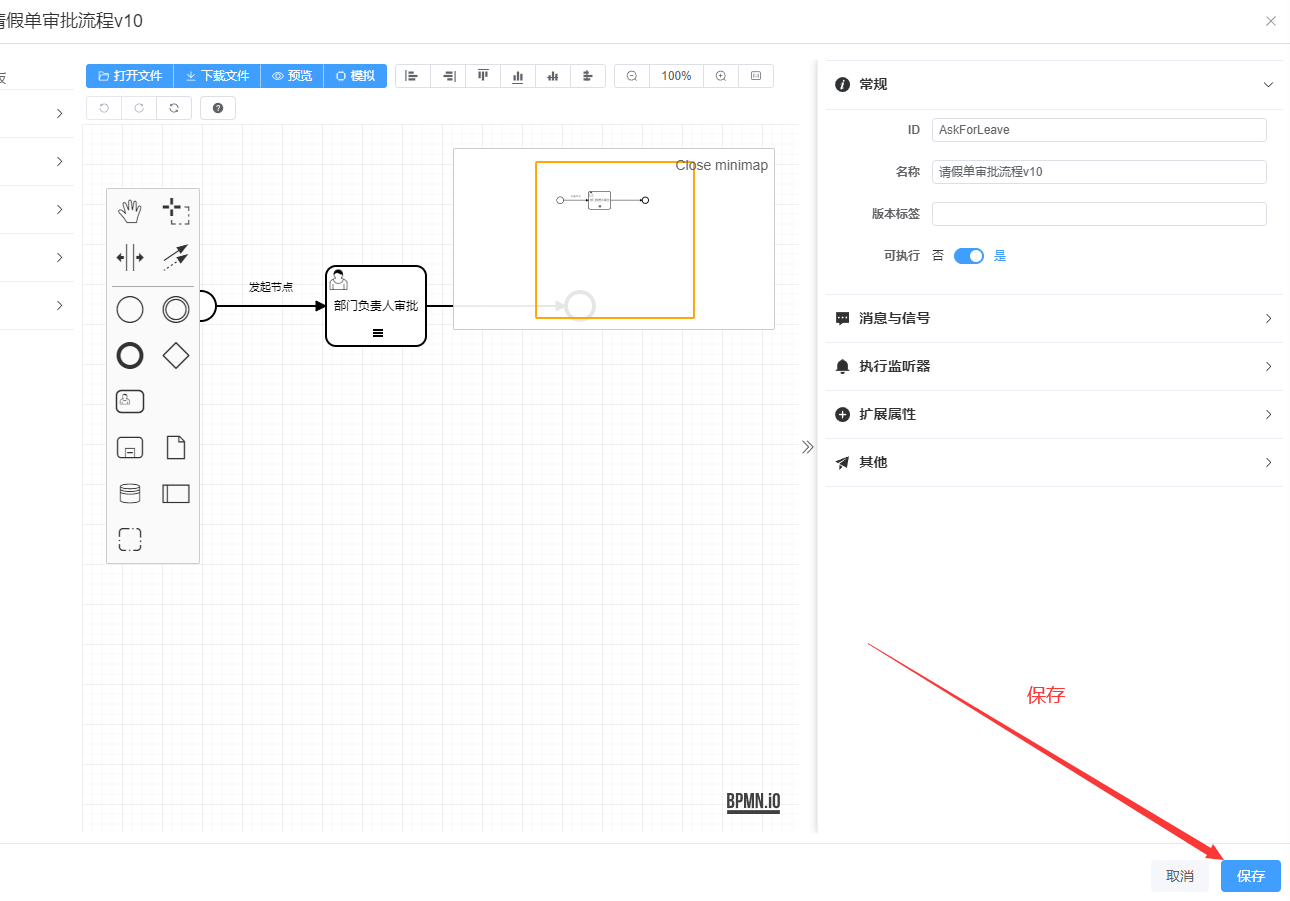 请假单审批流程v10
打开文件 下载文件 预览 模拟
100%
Close minimap
发起节点
部门负责人审批
BPMN.iO
常规
ID AskForLeave
名称 请假单审批流程v10
版本标签
可执行 否 是
消息与信号
执行监听器
扩展属性
其他
保存
取消 保存